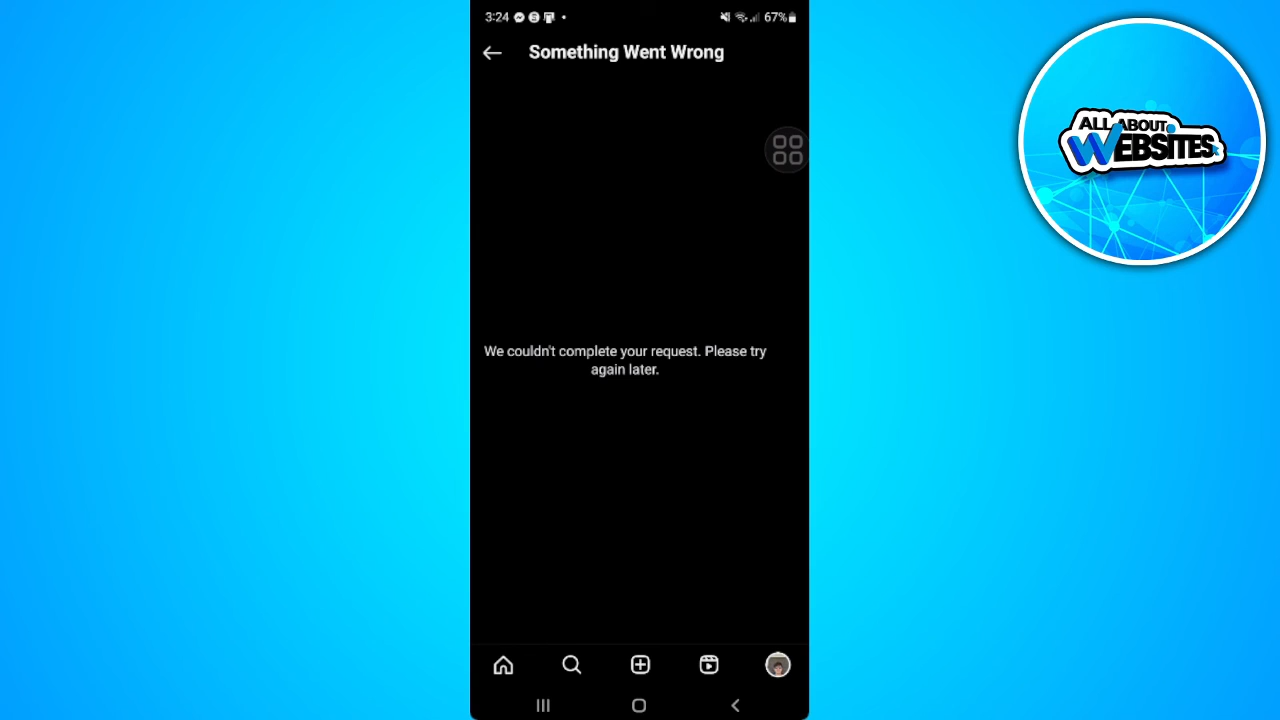 3:24
67%
Something Went Wrong
ALL ABOUT
WEBSITES
We couldn't complete your request. Please try
again later.